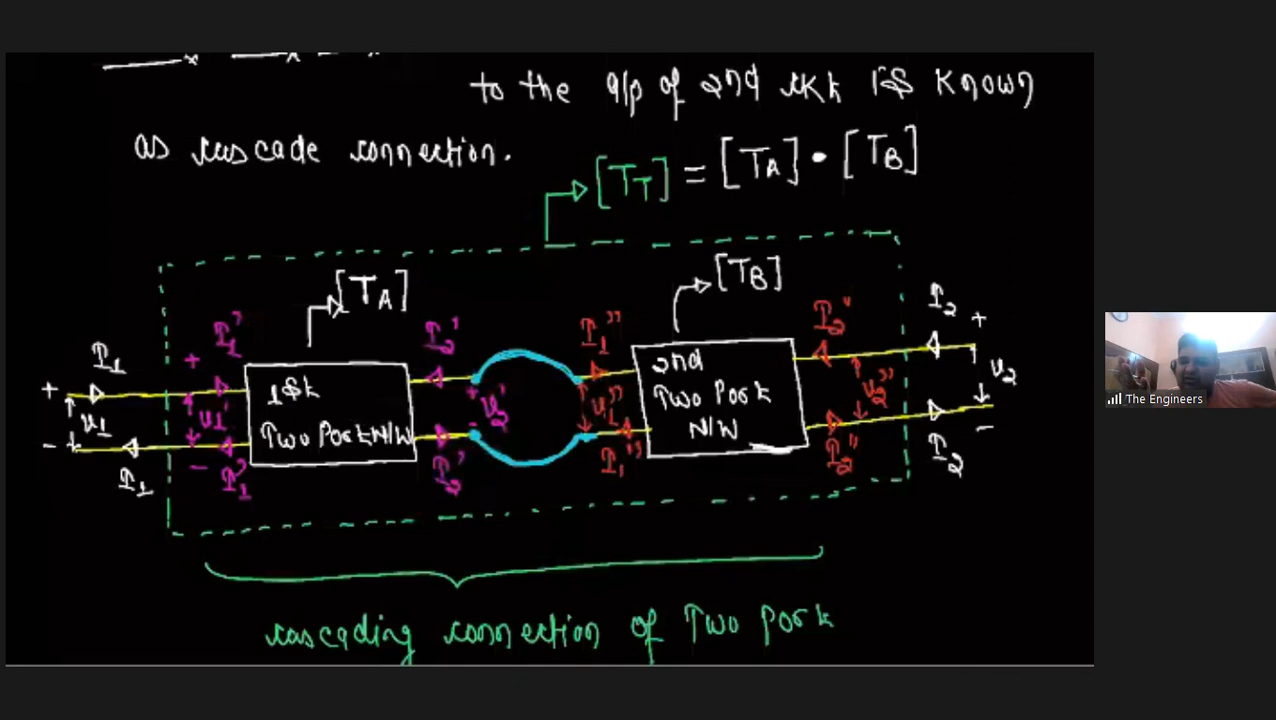 to the i/p of 2nd ckt is known
as cascade connection.
[TT] = [TA] • [TB]
[TA]
[TB]
I1' I2' I1" I2" I2
I1
+ + + +
V1 V1' V2' V1" V2" V2
- - - -
1st
Two Port N/W
2nd
Two Port
N/W
I1 I1' I2' I1" I2" I2
The Engineers
cascading connection of Two Port